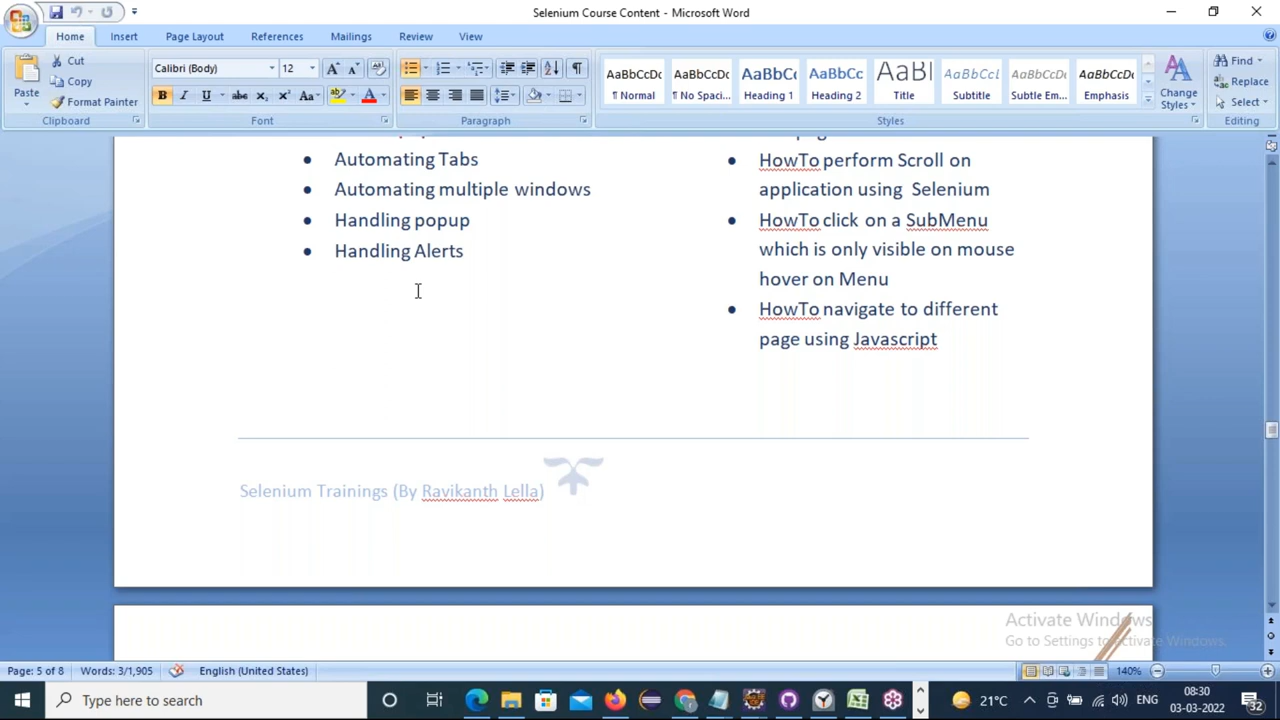 Selenium Course Content - Microsoft Word
Home Insert Page Layout References Mailings Review View
Paste
Cut
Copy
Format Painter
Clipboard
Calibri (Body) 12
Font
Paragraph
AaBbCcDc AaBbCcDc AaBbCc AaBbCc AaBl AaBbCcL AaBbCcDc AaBbCcDc
¶ Normal ¶ No Spaci... Heading 1 Heading 2 Title Subtitle Subtle Em... Emphasis
Change Styles
Styles
Find
Replace
Select
Editing
• Automating Tabs
• Automating multiple windows
• Handling popup
• Handling Alerts
• HowTo perform Scroll on
application using Selenium
• HowTo click on a SubMenu
which is only visible on mouse
hover on Menu
• HowTo navigate to different
page using Javascript
Selenium Trainings (By Ravikanth Lella)
Activate Windows
Go to Settings to activate Windows.
Page: 5 of 8 Words: 3/1,905 English (United States) 140%
Type here to search 21°C ENG 08:30
03-03-2022 32